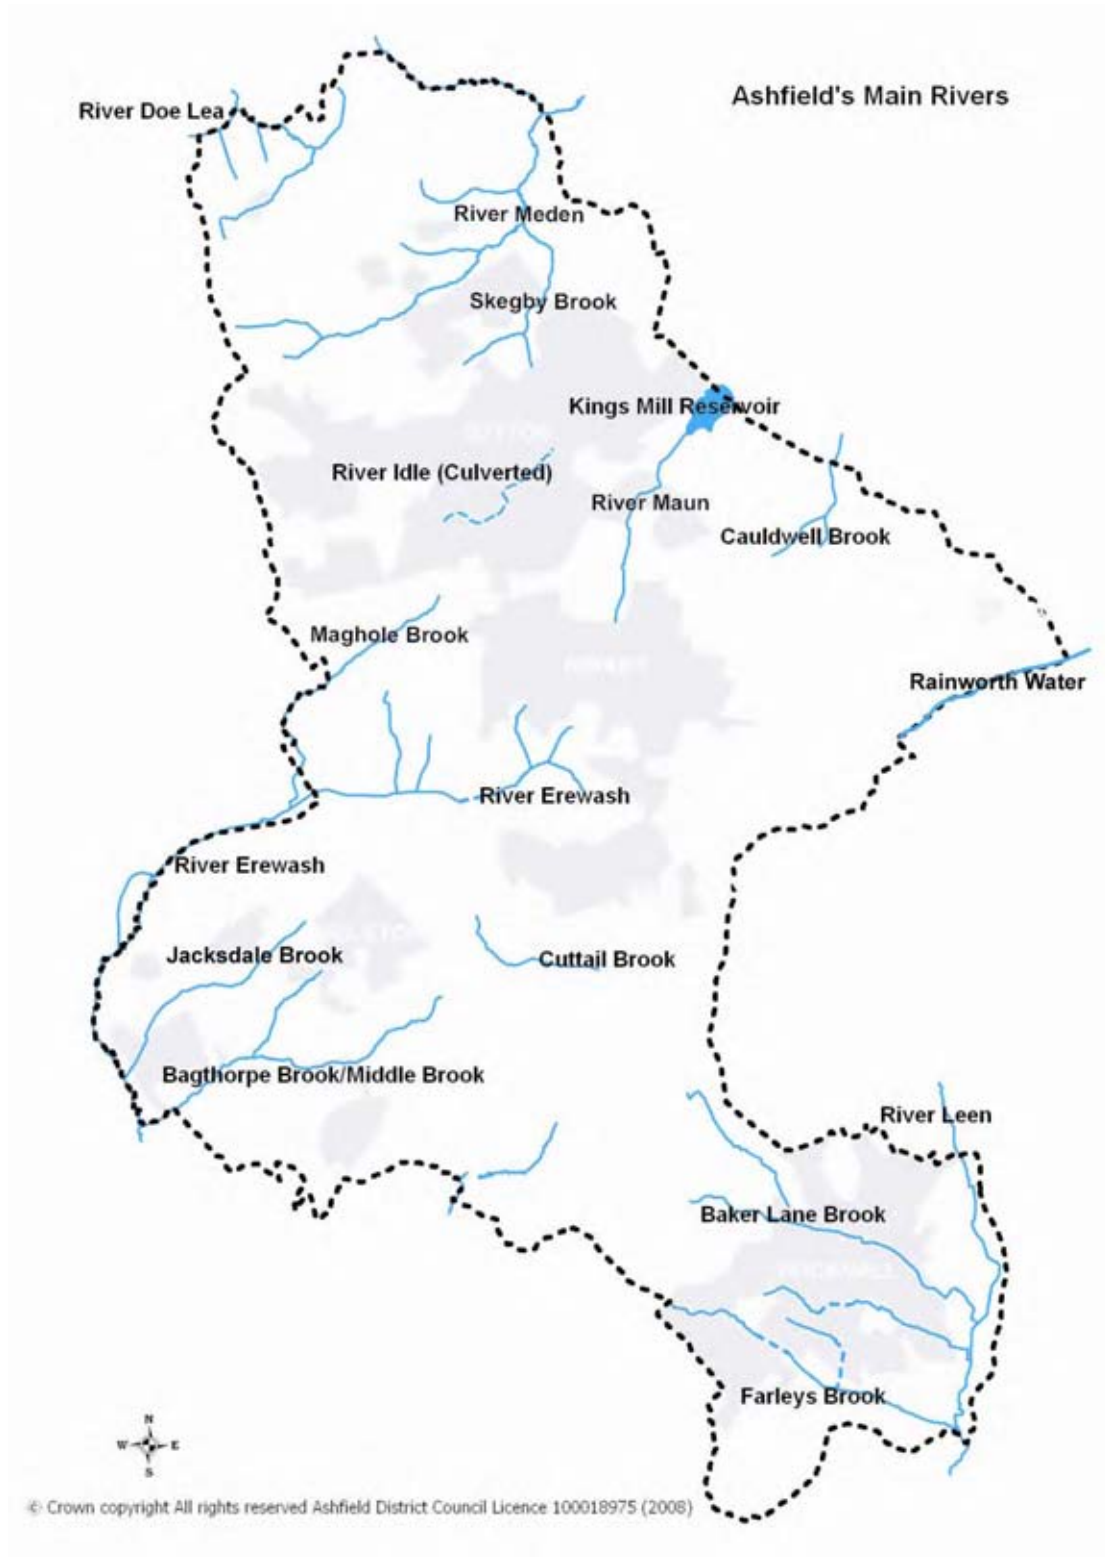 Ashfield's Main Rivers
River Doe Lea
River Meden
Skegby Brook
Kings Mill Reservoir
River Idle (Culverted)
River Maun
Cauldwell Brook
Maghole Brook
Rainworth Water
River Erewash
River Erewash
Jacksdale Brook
Cuttail Brook
Bagthorpe Brook/Middle Brook
River Leen
Baker Lane Brook
Farleys Brook
N
W E
S
© Crown copyright All rights reserved Ashfield District Council Licence 100018975 (2008)